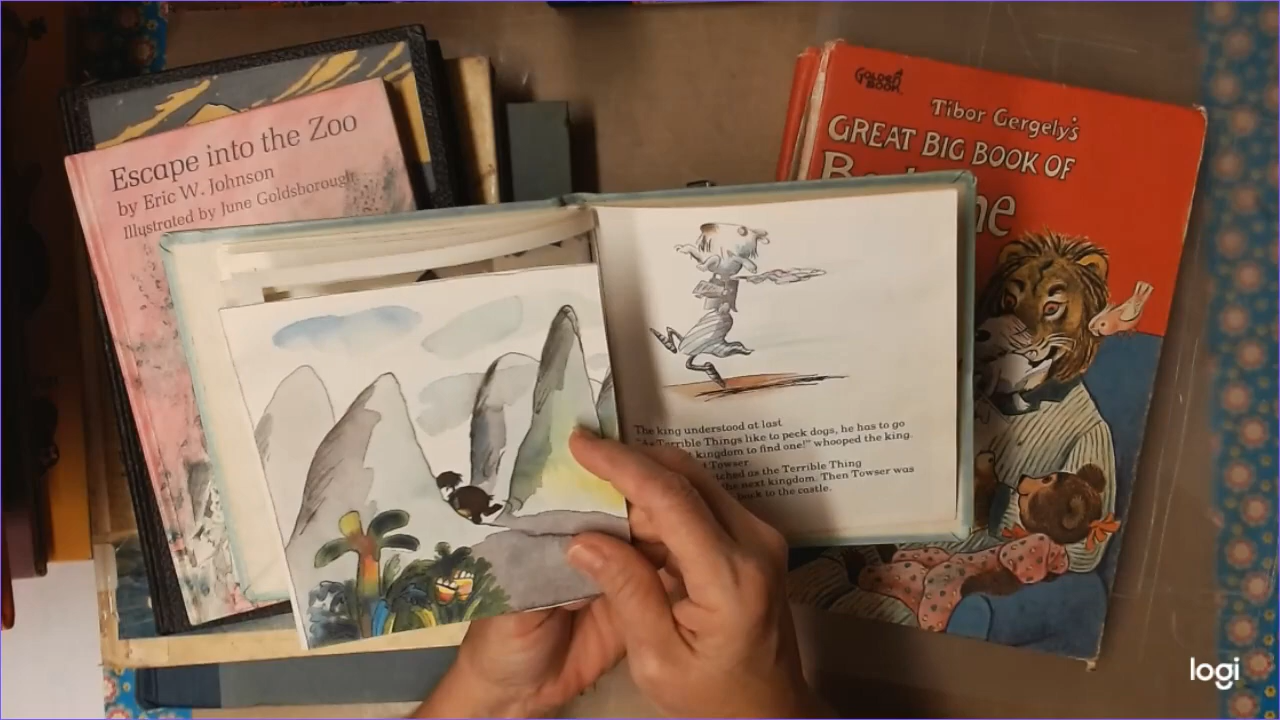 Escape into the Zoo
by Eric W. Johnson
Illustrated by June Goldsborough
GOLDEN BOOK
Tibor Gergely's
GREAT BIG BOOK OF
The king understood at last.
Terrible Things like to peck dogs, he has to go
kingdom to find one!" whooped the king.
Towser.
as the Terrible Thing
the next kingdom. Then Towser was
back to the castle.
logi